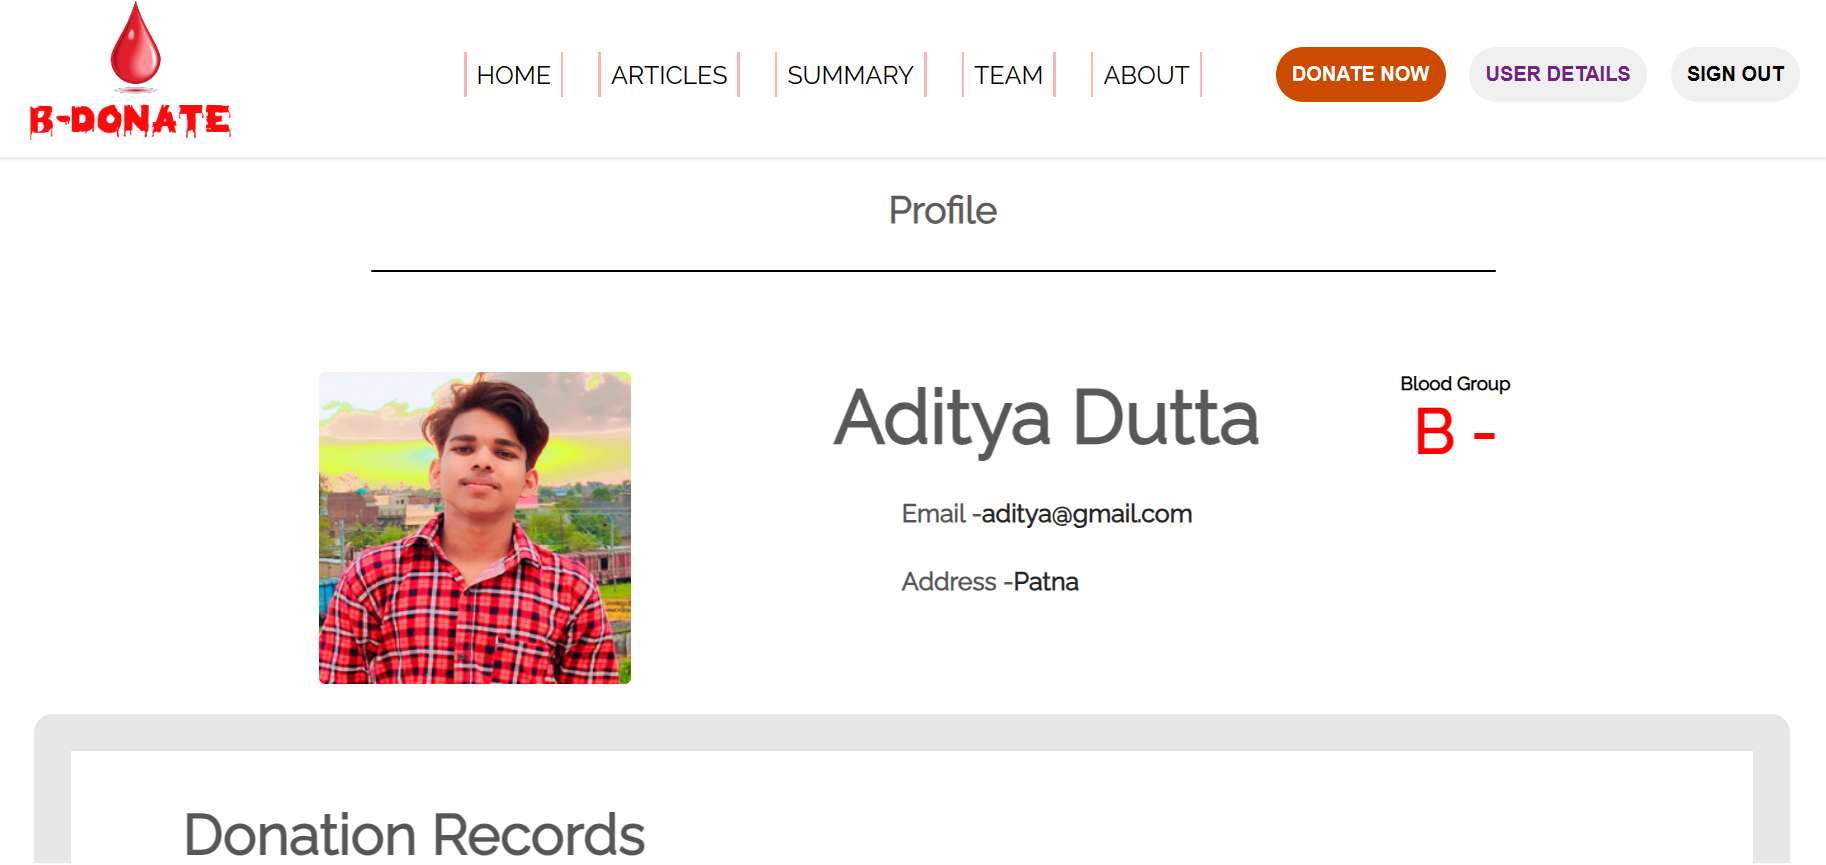 B-DONATE
HOME
ARTICLES
SUMMARY
TEAM
ABOUT
DONATE NOW
USER DETAILS
SIGN OUT
Profile
Aditya Dutta
Blood Group
B -
Email -aditya@gmail.com
Address -Patna
Donation Records